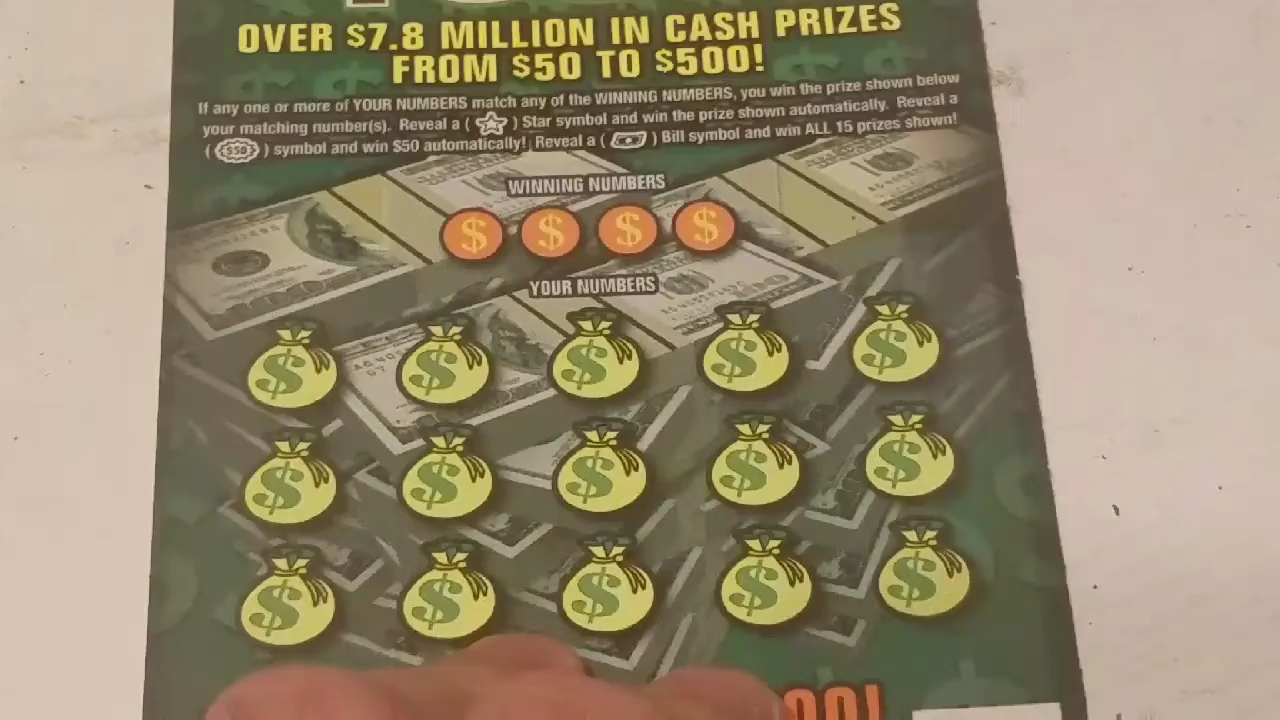 OVER $7.8 MILLION IN CASH PRIZES
FROM $50 TO $500!
If any one or more of YOUR NUMBERS match any of the WINNING NUMBERS, you win the prize shown below
your matching number(s). Reveal a ( ) Star symbol and win the prize shown automatically. Reveal a
( $50 ) symbol and win $50 automatically! Reveal a ( ) Bill symbol and win ALL 15 prizes shown!
WINNING NUMBERS
$ $ $ $
YOUR NUMBERS
$ $ $ $ $
$ $ $ $ $
$ $ $ $ $
00!